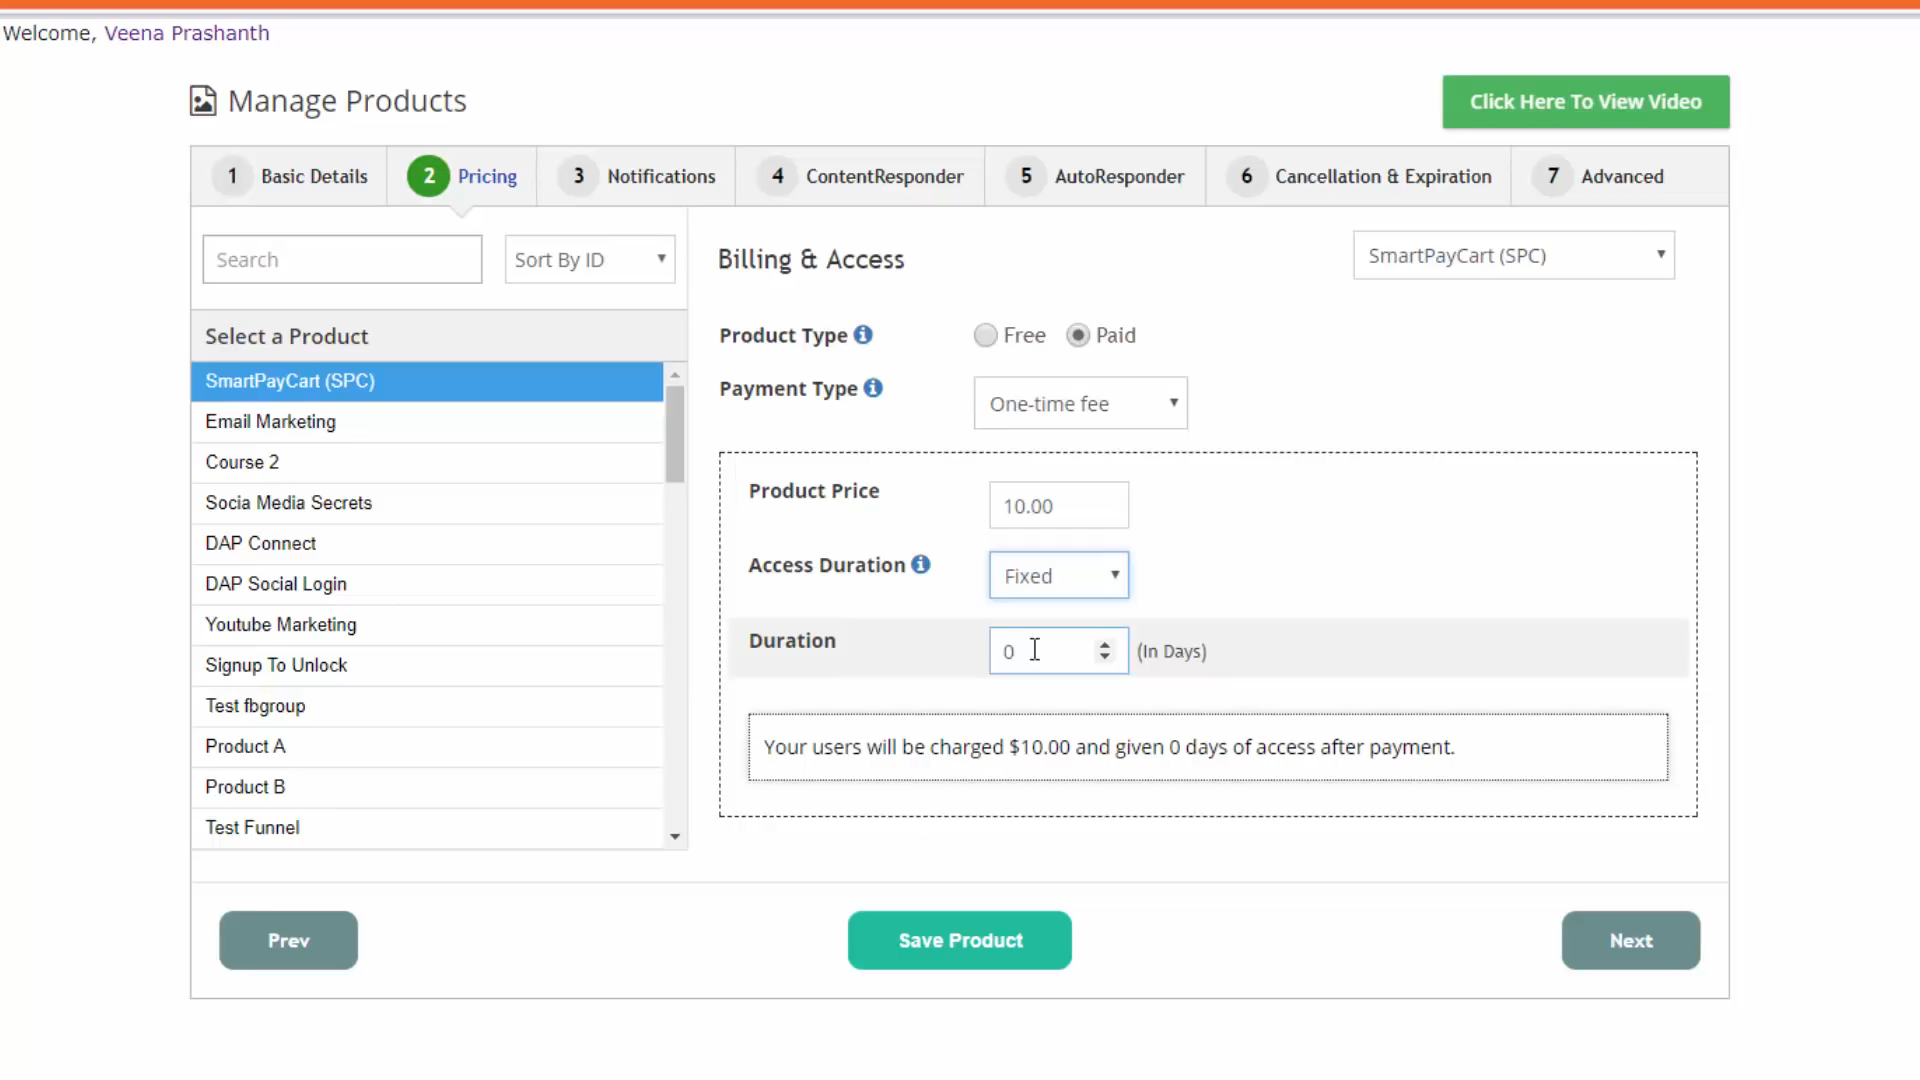 Welcome, Veena Prashanth
Manage Products
Click Here To View Video
1 Basic Details
2 Pricing
3 Notifications
4 ContentResponder
5 AutoResponder
6 Cancellation & Expiration
7 Advanced
Search
Sort By ID
Select a Product
SmartPayCart (SPC)
Email Marketing
Course 2
Socia Media Secrets
DAP Connect
DAP Social Login
Youtube Marketing
Signup To Unlock
Test fbgroup
Product A
Product B
Test Funnel
Billing & Access
SmartPayCart (SPC)
Product Type
Free
Paid
Payment Type
One-time fee
Product Price
10.00
Access Duration
Fixed
Duration
0
(In Days)
Your users will be charged $10.00 and given 0 days of access after payment.
Prev
Save Product
Next